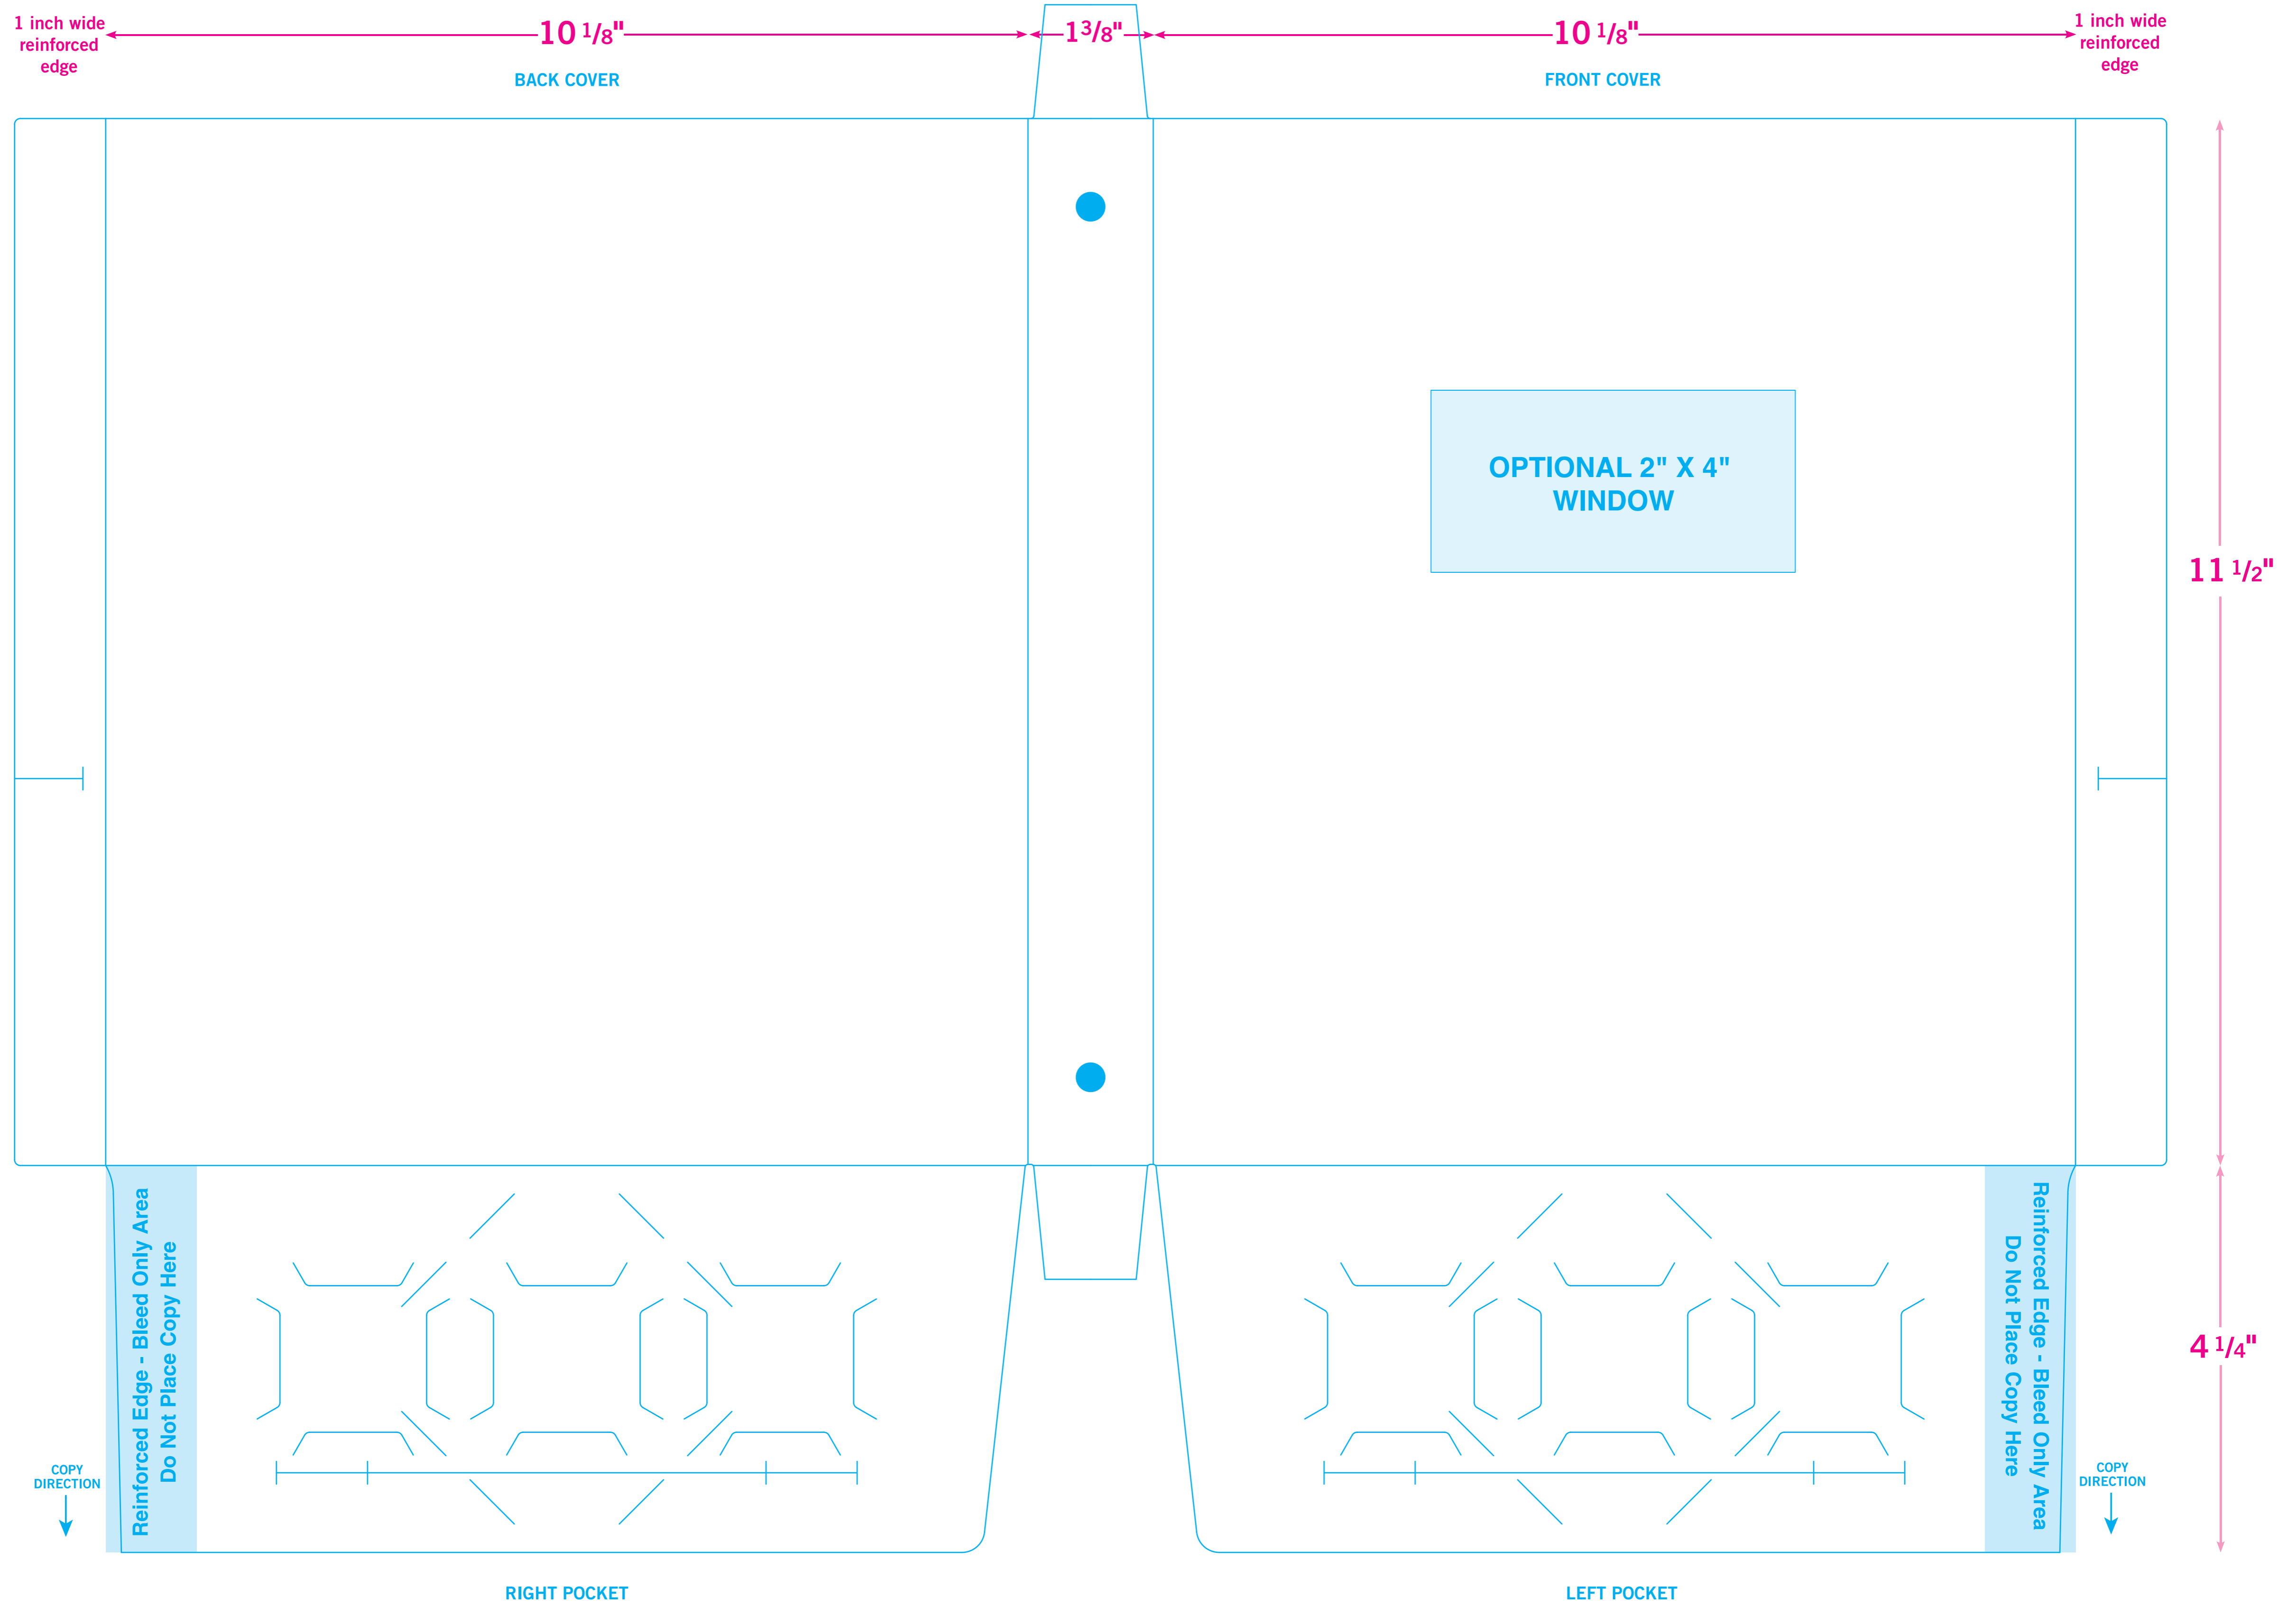 1 inch wide
reinforced
edge
10 1/8"
1 3/8"
10 1/8"
1 inch wide
reinforced
edge
BACK COVER
FRONT COVER
OPTIONAL 2" X 4"
WINDOW
11 1/2"
Reinforced Edge - Bleed Only Area
Do Not Place Copy Here
Reinforced Edge - Bleed Only Area
Do Not Place Copy Here
4 1/4"
COPY
DIRECTION
COPY
DIRECTION
RIGHT POCKET
LEFT POCKET